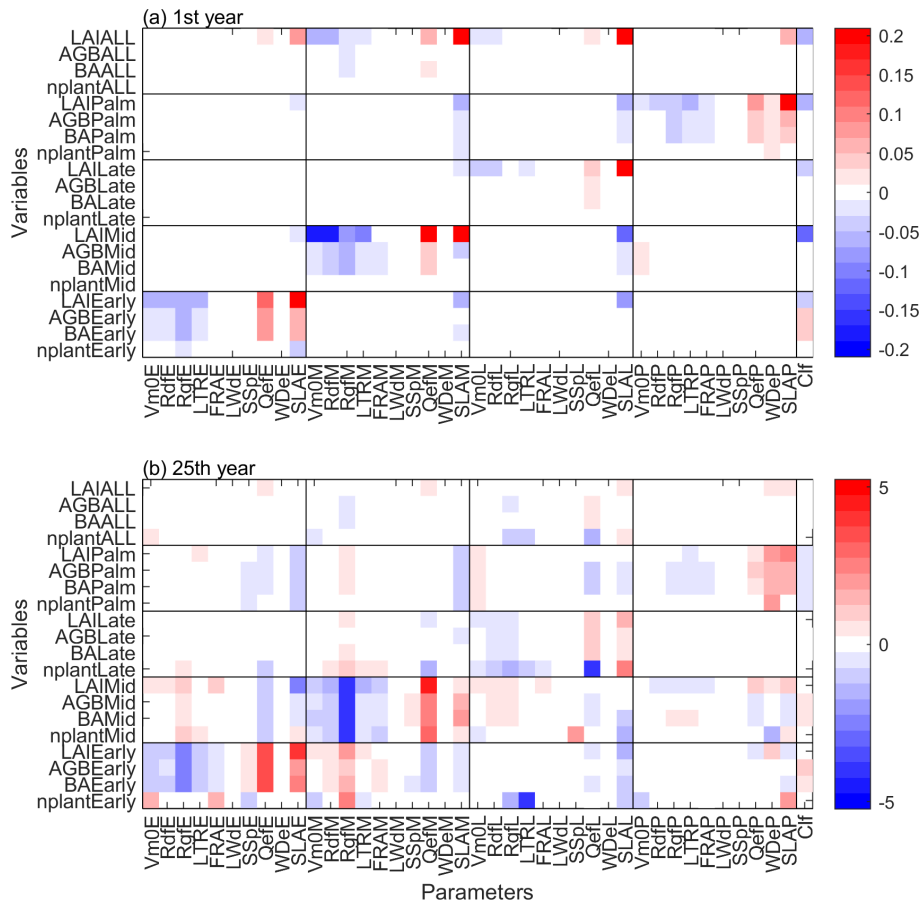 (a) 1st year
Variables
LAIALL
AGBALL
BAALL
nplantALL
LAIPalm
AGBPalm
BAPalm
nplantPalm
LAILate
AGBLate
BALate
nplantLate
LAIMid
AGBMid
BAMid
nplantMid
LAIEarly
AGBEarly
BAEarly
nplantEarly
Vm0E
RdfE
RgfE
LTRE
FRAE
LWdE
SSpE
QefE
WDeE
SLAE
Vm0M
RdfM
RgfM
LTRM
FRAM
LWdM
SSpM
QefM
WDeM
SLAM
Vm0L
RdfL
RgfL
LTRL
FRAL
LWdL
SSpL
QefL
WDeL
SLAL
Vm0P
RdfP
RgfP
LTRP
FRAP
LWdP
SSpP
QefP
WDeP
SLAP
Clf
0.2
0.15
0.1
0.05
0
-0.05
-0.1
-0.15
-0.2
(b) 25th year
Variables
LAIALL
AGBALL
BAALL
nplantALL
LAIPalm
AGBPalm
BAPalm
nplantPalm
LAILate
AGBLate
BALate
nplantLate
LAIMid
AGBMid
BAMid
nplantMid
LAIEarly
AGBEarly
BAEarly
nplantEarly
Vm0E
RdfE
RgfE
LTRE
FRAE
LWdE
SSpE
QefE
WDeE
SLAE
Vm0M
RdfM
RgfM
LTRM
FRAM
LWdM
SSpM
QefM
WDeM
SLAM
Vm0L
RdfL
RgfL
LTRL
FRAL
LWdL
SSpL
QefL
WDeL
SLAL
Vm0P
RdfP
RgfP
LTRP
FRAP
LWdP
SSpP
QefP
WDeP
SLAP
Clf
5
0
-5
Parameters